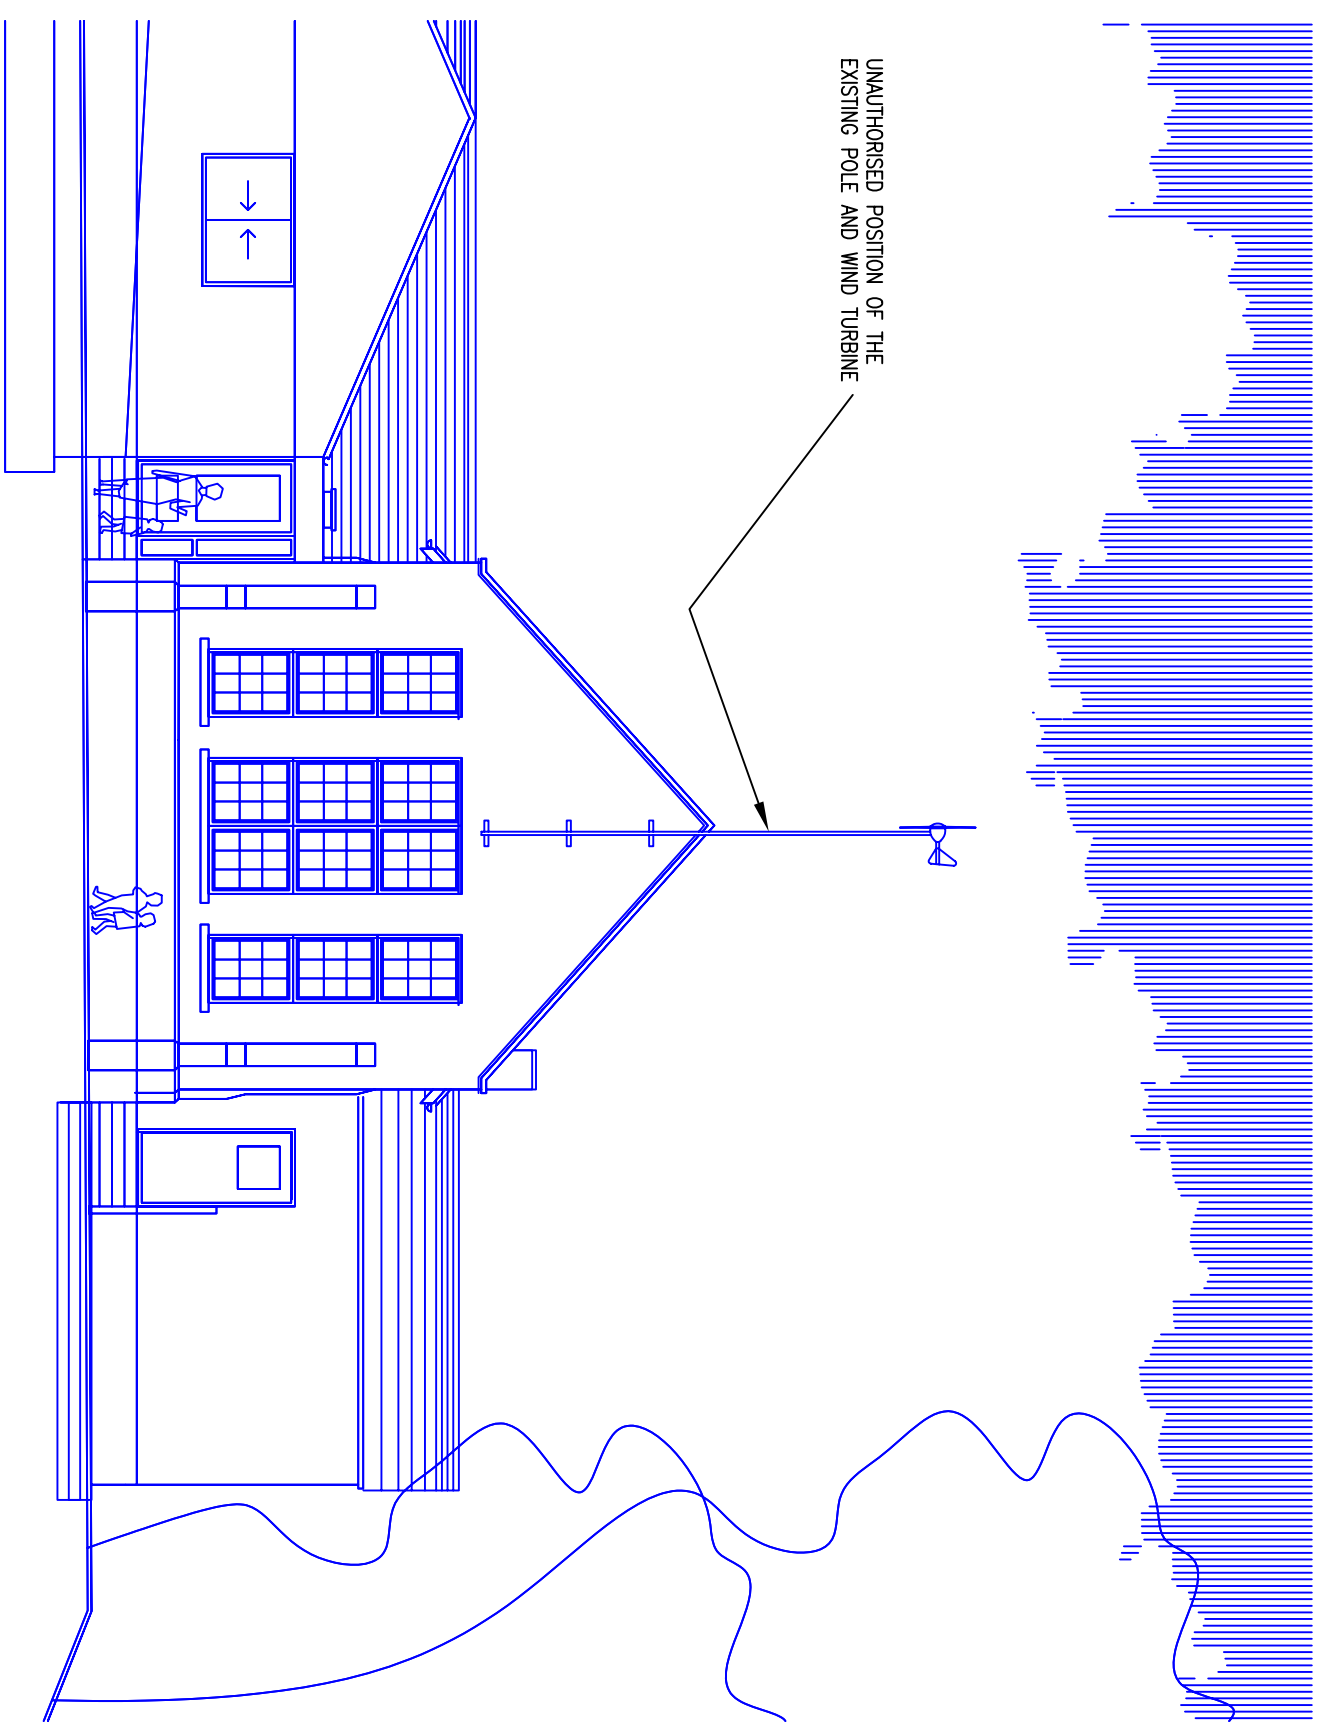 UNAUTHORISED POSITION OF THE
EXISTING POLE AND WIND TURBINE